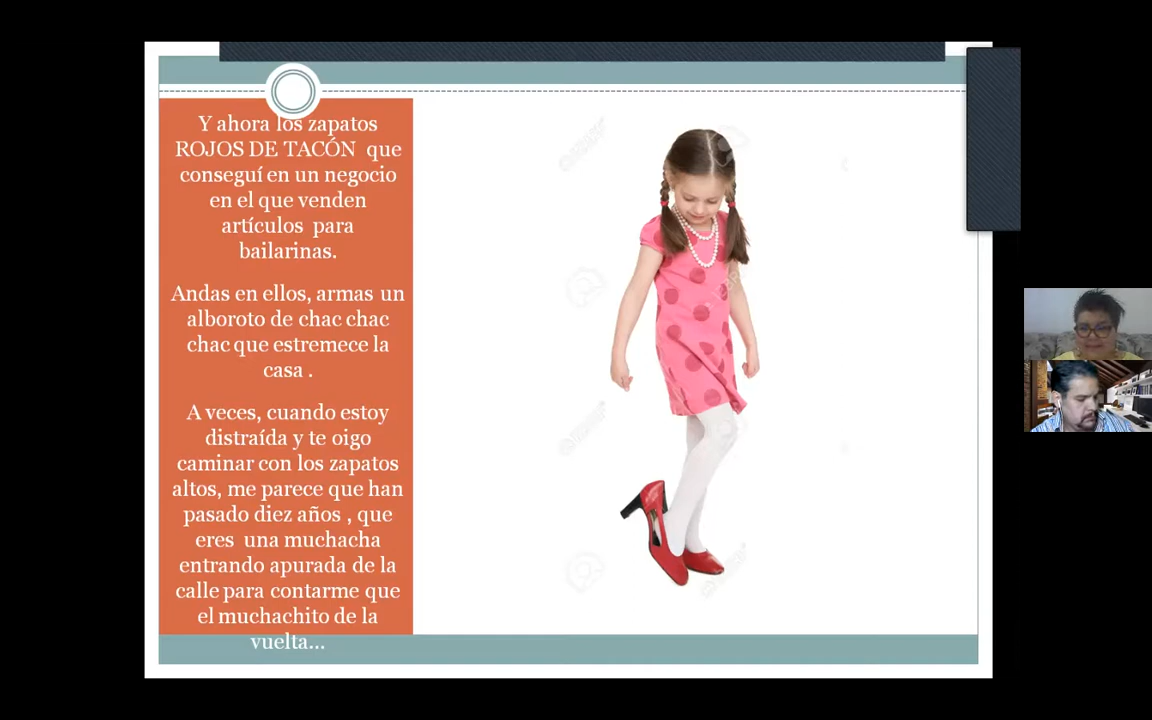 Y ahora los zapatos
ROJOS DE TACÓN que
conseguí en un negocio
en el que venden
artículos para
bailarinas.
Andas en ellos, armas un
alboroto de chac chac
chac que estremece la
casa .
A veces, cuando estoy
distraída y te oigo
caminar con los zapatos
altos, me parece que han
pasado diez años , que
eres una muchacha
entrando apurada de la
calle para contarme que
el muchachito de la
vuelta...